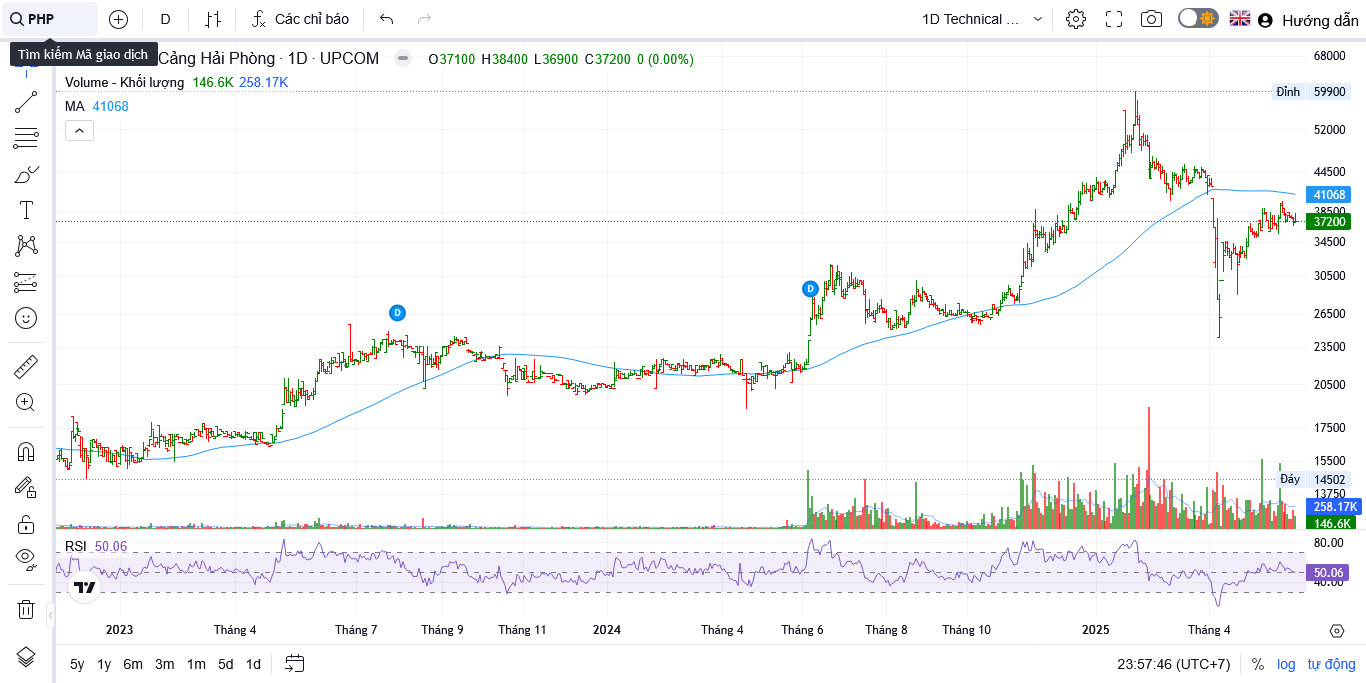 PHP
D
Các chỉ báo
1D Technical ...
Hướng dẫn
Tìm kiếm Mã giao dịch
Cảng Hải Phòng · 1D · UPCOM
O37100 H38400 L36900 C37200 0 (0.00%)
Volume - Khối lượng 146.6K 258.17K
MA 41068
68000
Đỉnh 59900
52000
44500
41068
38500
37200
34500
30500
26500
23500
20500
17500
15500
Đáy 14502
13750
258.17K
146.6K
D
D
RSI 50.06
80.00
50.06
40.00
2023
Tháng 4
Tháng 7
Tháng 9
Tháng 11
2024
Tháng 4
Tháng 6
Tháng 8
Tháng 10
2025
Tháng 4
5y 1y 6m 3m 1m 5d 1d
23:57:46 (UTC+7)
% log tự động